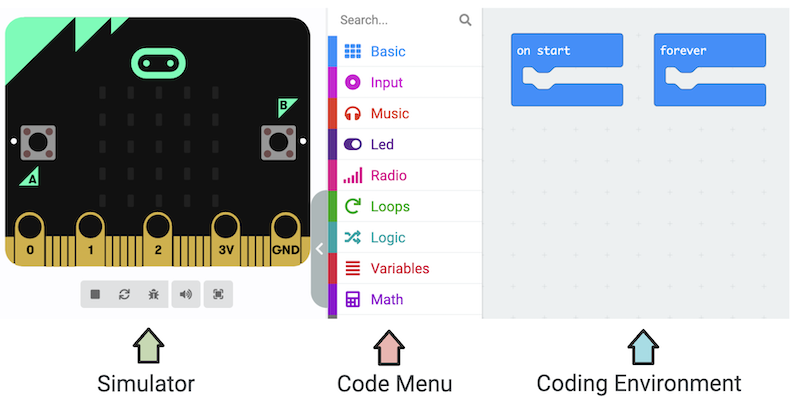 B
A
0
1
2
3V
GND
Search...
Basic
Input
Music
Led
Radio
Loops
Logic
Variables
Math
on start
forever
Simulator
Code Menu
Coding Environment